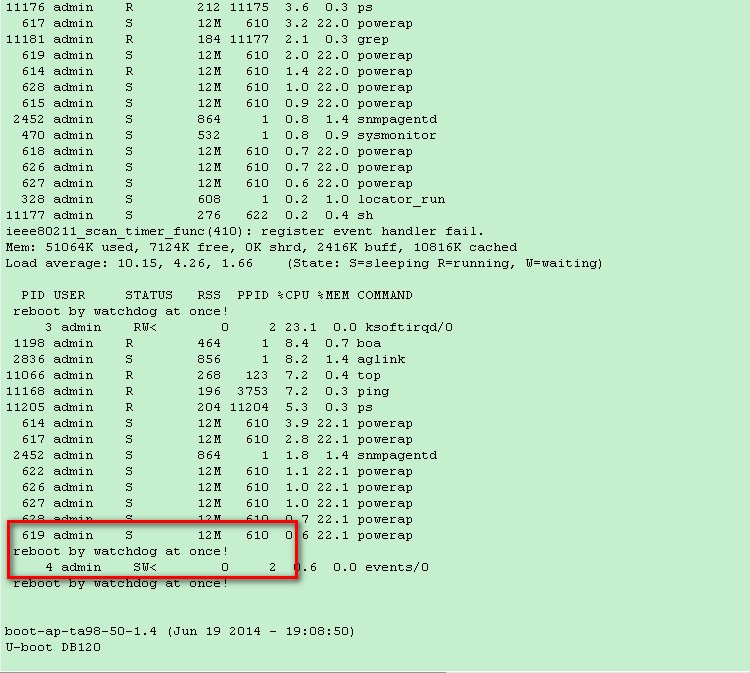 11176 admin    R        212 11175  3.6  0.3 ps
  617 admin    S        12M   610  3.2 22.0 powerap
11181 admin    R        184 11177  2.1  0.3 grep
  619 admin    S        12M   610  2.0 22.0 powerap
  614 admin    R        12M   610  1.4 22.0 powerap
  628 admin    S        12M   610  1.0 22.0 powerap
  615 admin    S        12M   610  0.9 22.0 powerap
 2452 admin    S        864     1  0.8  1.4 snmpagentd
  470 admin    S        532     1  0.8  0.9 sysmonitor
  618 admin    S        12M   610  0.7 22.0 powerap
  626 admin    S        12M   610  0.7 22.0 powerap
  627 admin    S        12M   610  0.6 22.0 powerap
  328 admin    S        608     1  0.2  1.0 locator_run
11177 admin    S        276   622  0.2  0.4 sh
ieee80211_scan_timer_func(410): register event handler fail.
Mem: 51064K used, 7124K free, 0K shrd, 2416K buff, 10816K cached
Load average: 10.15, 4.26, 1.66    (State: S=sleeping R=running, W=waiting)
  PID USER     STATUS   RSS  PPID %CPU %MEM COMMAND
 reboot by watchdog at once!
     3 admin    RW<        0     2 23.1  0.0 ksoftirqd/0
 1198 admin    R        464     1  8.4  0.7 boa
 2836 admin    S        856     1  8.2  1.4 aglink
11066 admin    R        268   123  7.2  0.4 top
11168 admin    R        196  3753  7.2  0.3 ping
11205 admin    R        204 11204  5.3  0.3 ps
  614 admin    S        12M   610  3.9 22.1 powerap
  617 admin    S        12M   610  2.8 22.1 powerap
 2452 admin    S        864     1  1.8  1.4 snmpagentd
  622 admin    S        12M   610  1.1 22.1 powerap
  626 admin    S        12M   610  1.0 22.1 powerap
  627 admin    S        12M   610  1.0 22.1 powerap
  628 admin    S        12M   610  0.7 22.1 powerap
  619 admin    S        12M   610  0.6 22.1 powerap
 reboot by watchdog at once!
     4 admin    SW<        0     2  0.6  0.0 events/0
 reboot by watchdog at once!
boot-ap-ta98-50-1.4 (Jun 19 2014 - 19:08:50)
U-boot DB120